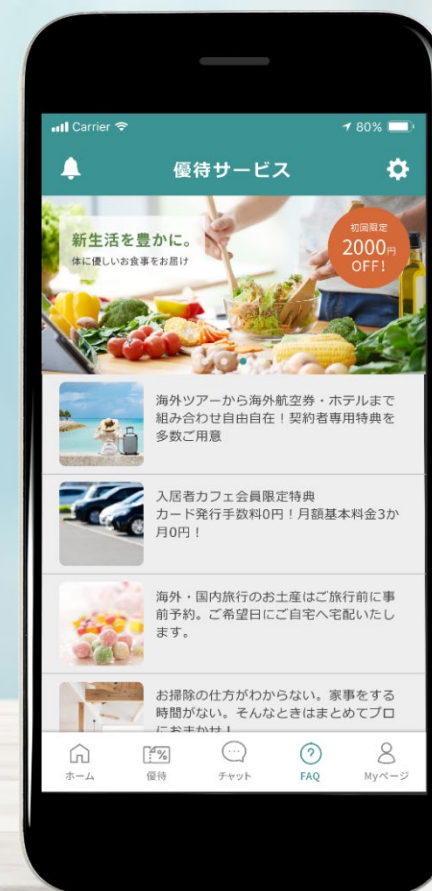 Carrier
80%
優待サービス
新生活を豊かに。
体に優しいお食事をお届け
初回限定
2000円
OFF!
海外ツアーから海外航空券・ホテルまで
組み合わせ自由自在！契約者専用特典を
多数ご用意
入居者カフェ会員限定特典
カード発行手数料0円！月額基本料金3か
月0円！
海外・国内旅行のお土産はご旅行前に事
前予約。ご希望日にご自宅へ宅配いたし
ます。
お掃除の仕方がわからない。家事をする
時間がない。そんなときはまとめてプロ
におまかせ！
ホーム
優待
チャット
FAQ
Myページ